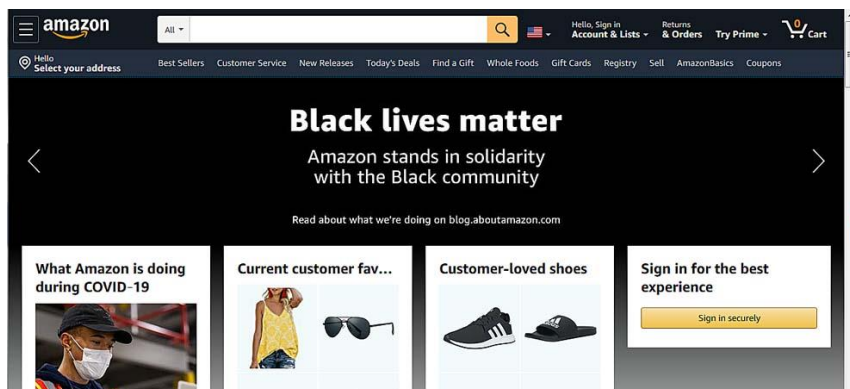 amazon
All
Hello, Sign in
Account & Lists
Returns
& Orders
Try Prime
0
Cart
Hello
Select your address
Best Sellers Customer Service New Releases Today's Deals Find a Gift Whole Foods Gift Cards Registry Sell AmazonBasics Coupons
Black lives matter
Amazon stands in solidarity
with the Black community
Read about what we're doing on blog.aboutamazon.com
What Amazon is doing
during COVID-19
Current customer fav...
Customer-loved shoes
adidas
Sign in for the best
experience
Sign in securely